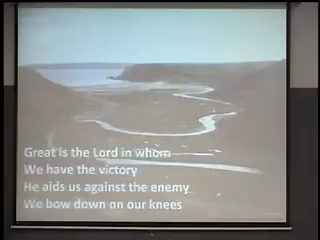 Great is the Lord in whom
We have the victory
He aids us against the enemy
We bow down on our knees